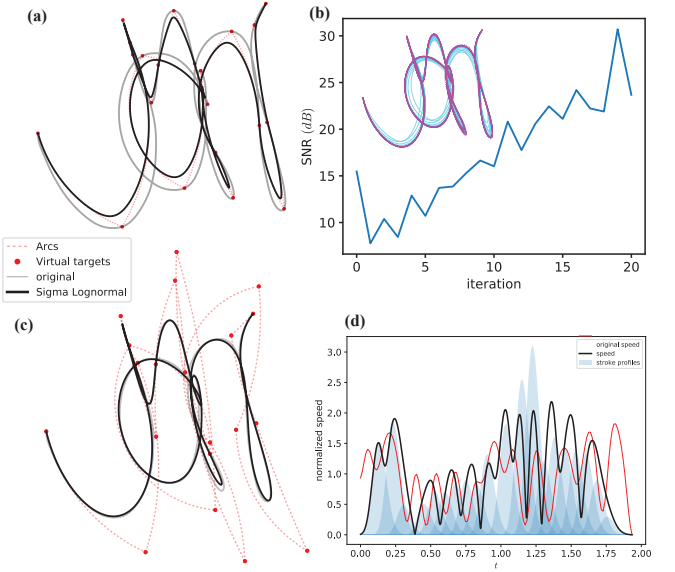 (a)
Arcs
Virtual targets
original
Sigma Lognormal
(b)
30
25
20
15
10
SNR (dB)
0
5
10
15
20
iteration
(c)
(d)
original speed
speed
stroke profiles
3.0
2.5
2.0
1.5
1.0
0.5
0.0
normalized speed
0.00
0.25
0.50
0.75
1.00
1.25
1.50
1.75
2.00
t